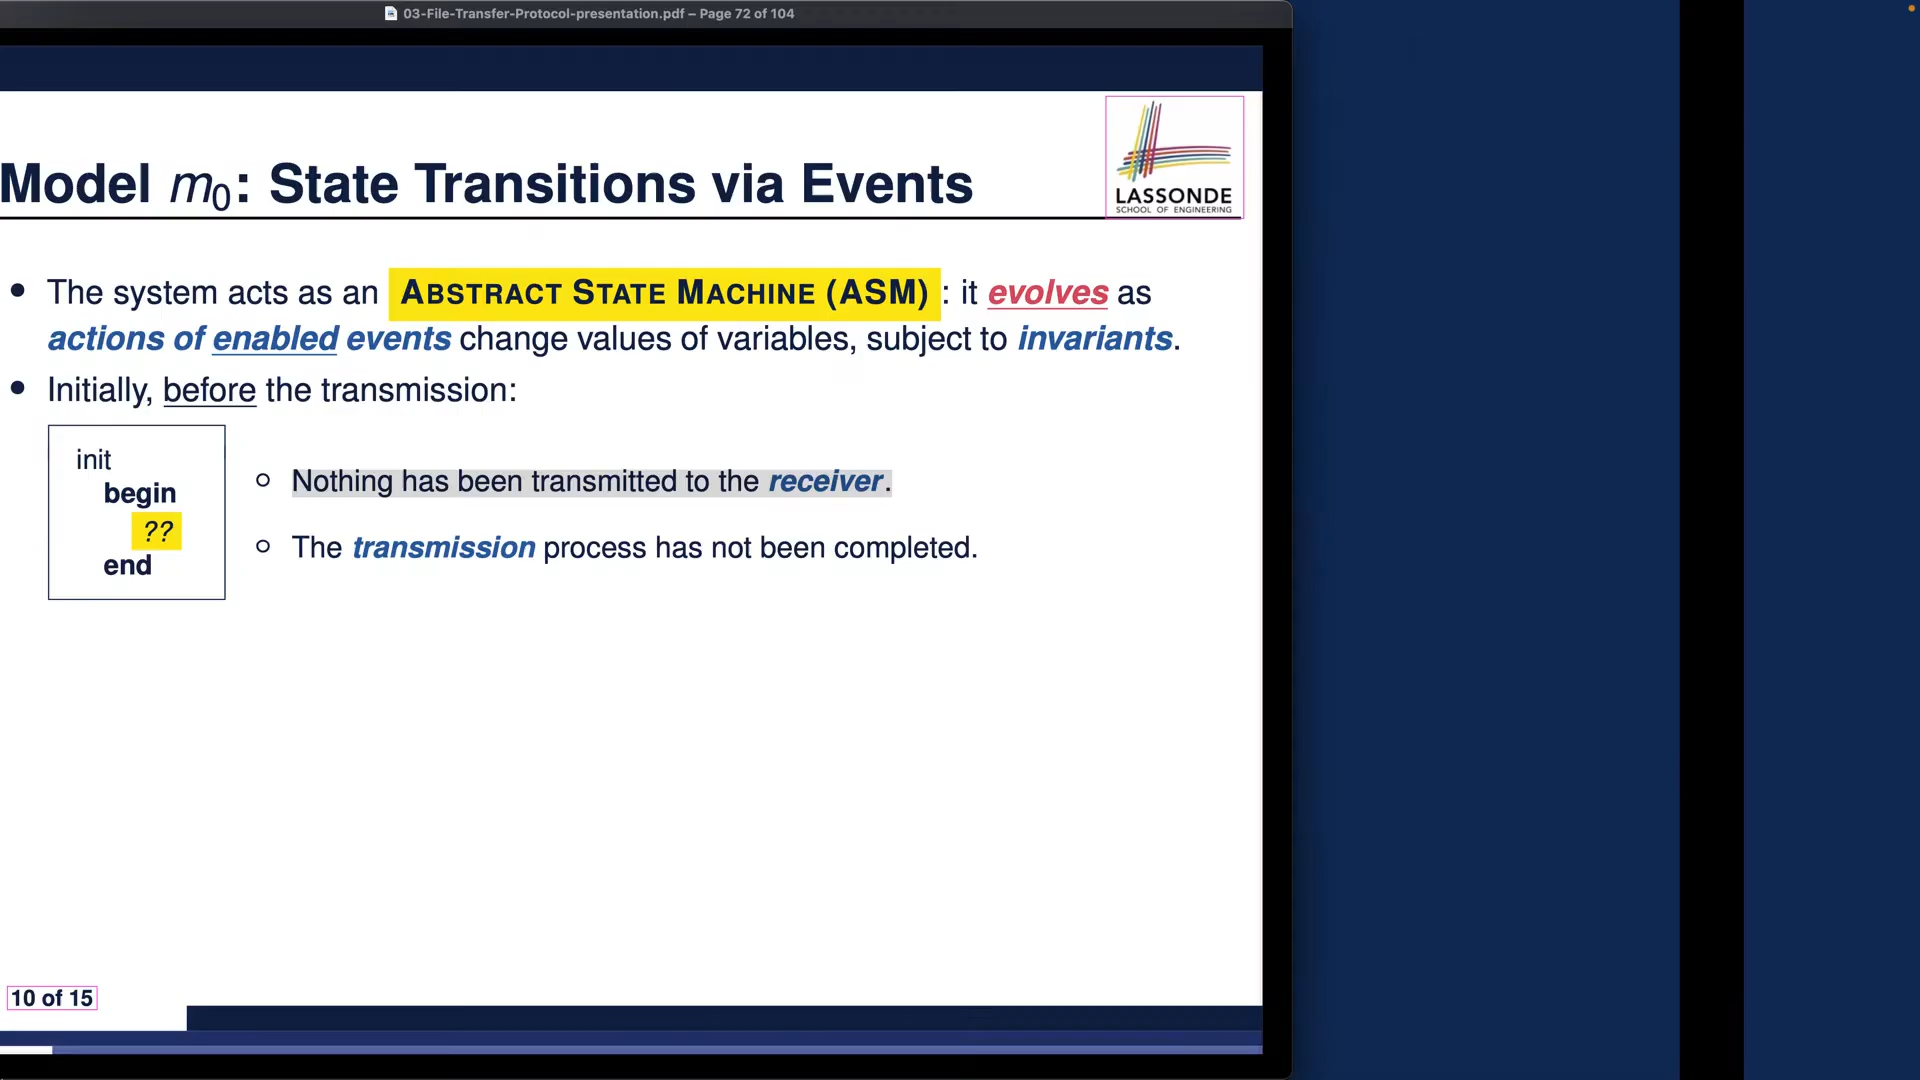 03-File-Transfer-Protocol-presentation.pdf – Page 72 of 104
LASSONDE
SCHOOL OF ENGINEERING
Model m₀: State Transitions via Events
• The system acts as an ABSTRACT STATE MACHINE (ASM) : it evolves as
actions of enabled events change values of variables, subject to invariants.
• Initially, before the transmission:
init
begin
??
end
○ Nothing has been transmitted to the receiver.
○ The transmission process has not been completed.
10 of 15